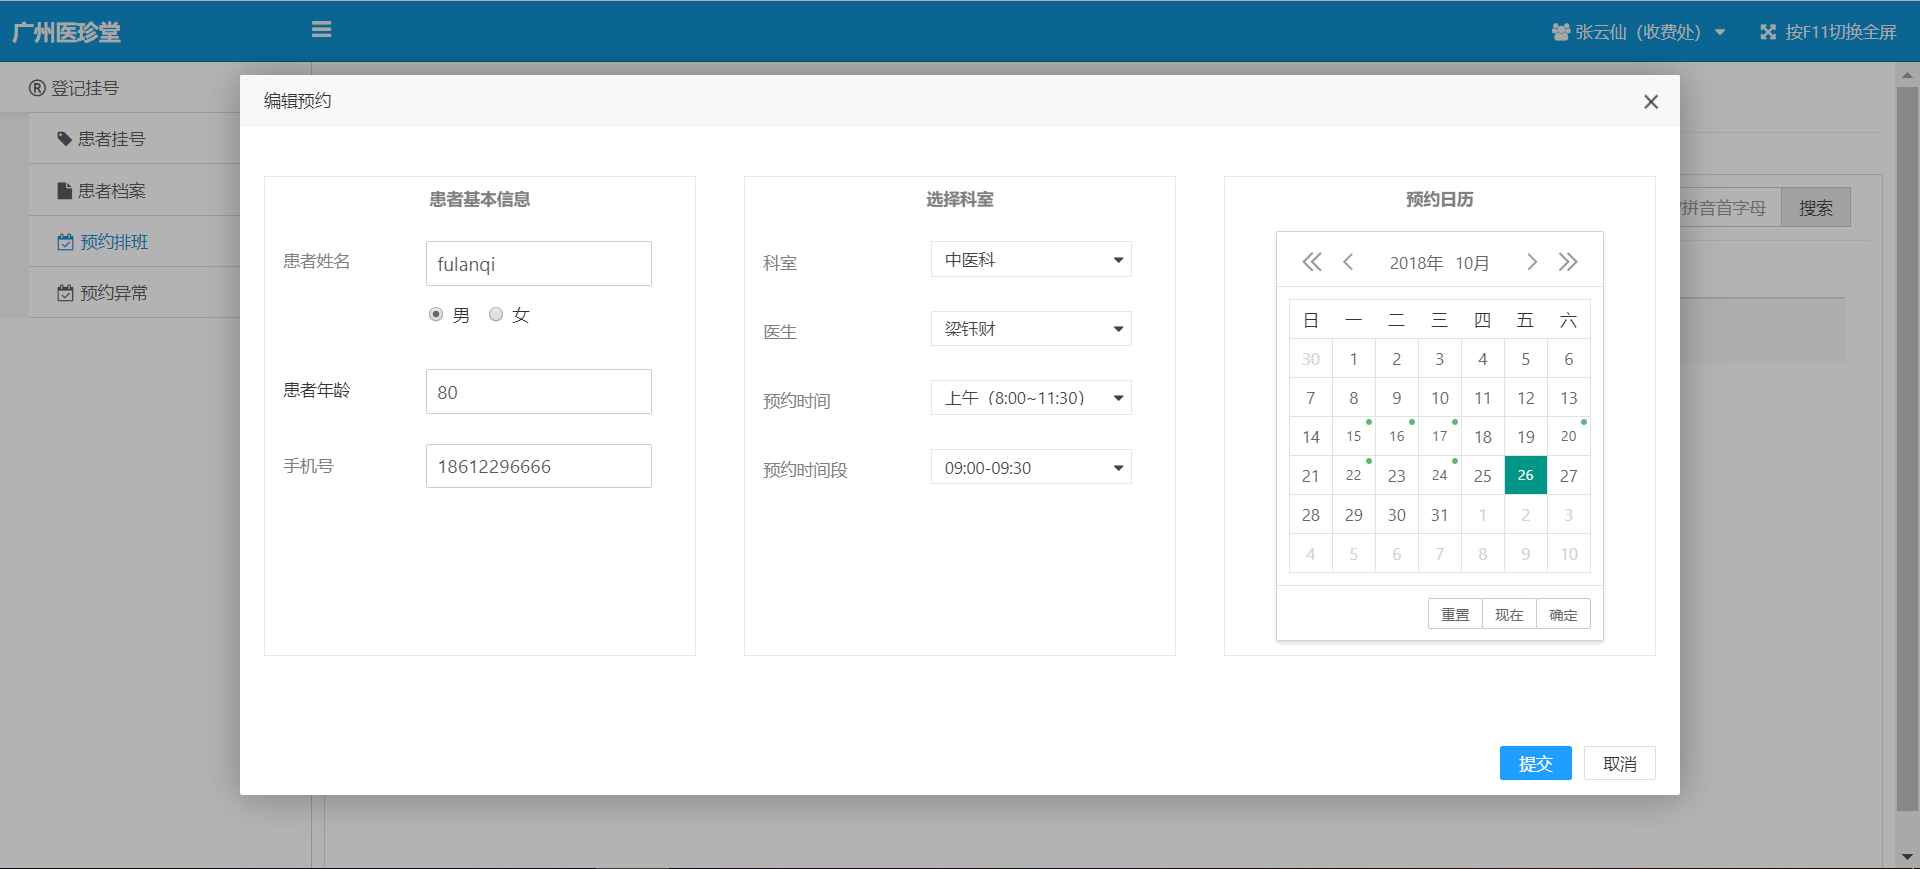 广州医珍堂
张云仙（收费处）
按F11切换全屏
登记挂号
患者挂号
患者档案
预约排班
预约异常
拼音首字母
搜索
编辑预约
患者基本信息
患者姓名 fulanqi
男 女
患者年龄 80
手机号 18612296666
选择科室
科室 中医科
医生 梁钰财
预约时间 上午（8:00~11:30）
预约时间段 09:00-09:30
预约日历
2018年 10月
日 一 二 三 四 五 六
30 1 2 3 4 5 6
7 8 9 10 11 12 13
14 15 16 17 18 19 20
21 22 23 24 25 26 27
28 29 30 31 1 2 3
4 5 6 7 8 9 10
重置 现在 确定
提交 取消